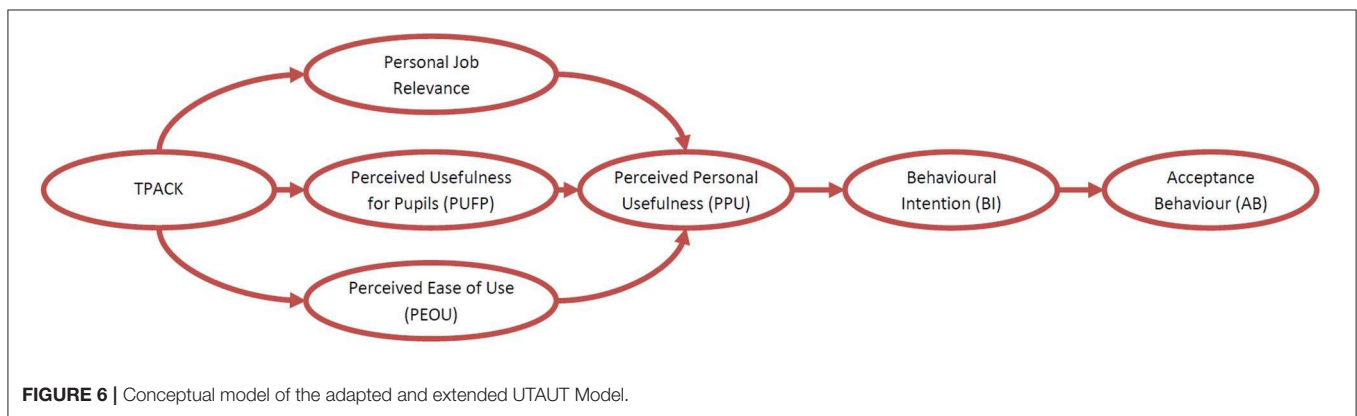 Personal Job
Relevance
TPACK
Perceived Usefulness
for Pupils (PUFP)
Perceived Personal
Usefulness (PPU)
Behavioural
Intention (BI)
Acceptance
Behaviour (AB)
Perceived Ease of Use
(PEOU)
FIGURE 6 | Conceptual model of the adapted and extended UTAUT Model.